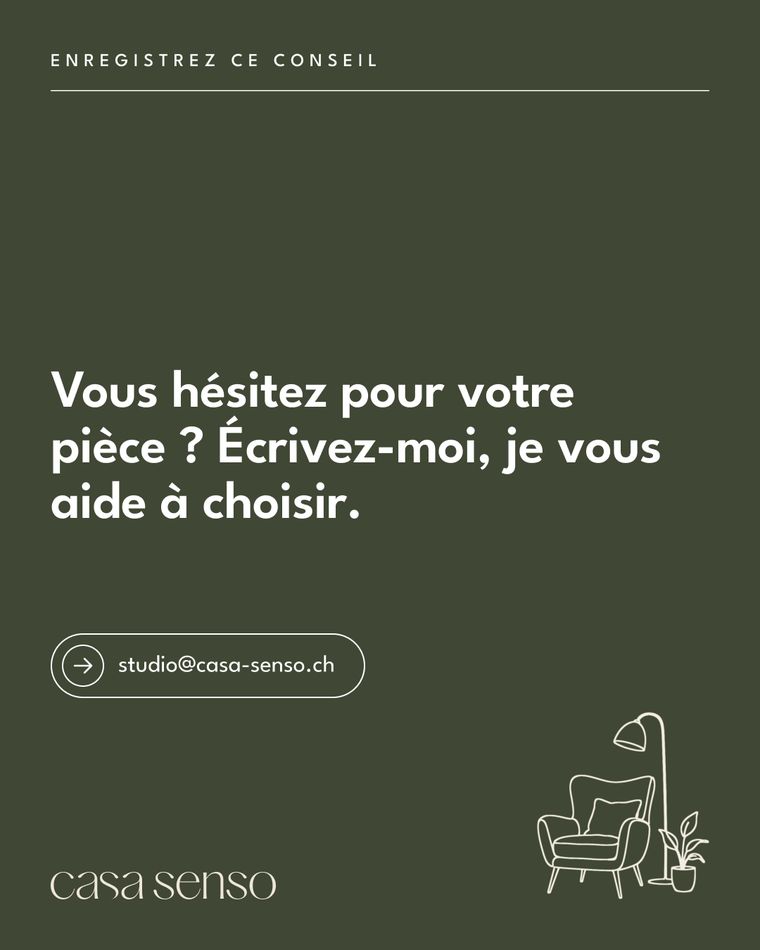 ENREGISTREZ CE CONSEIL
Vous hésitez pour votre
pièce ? Écrivez-moi, je vous
aide à choisir.
studio@casa-senso.ch
casa senso